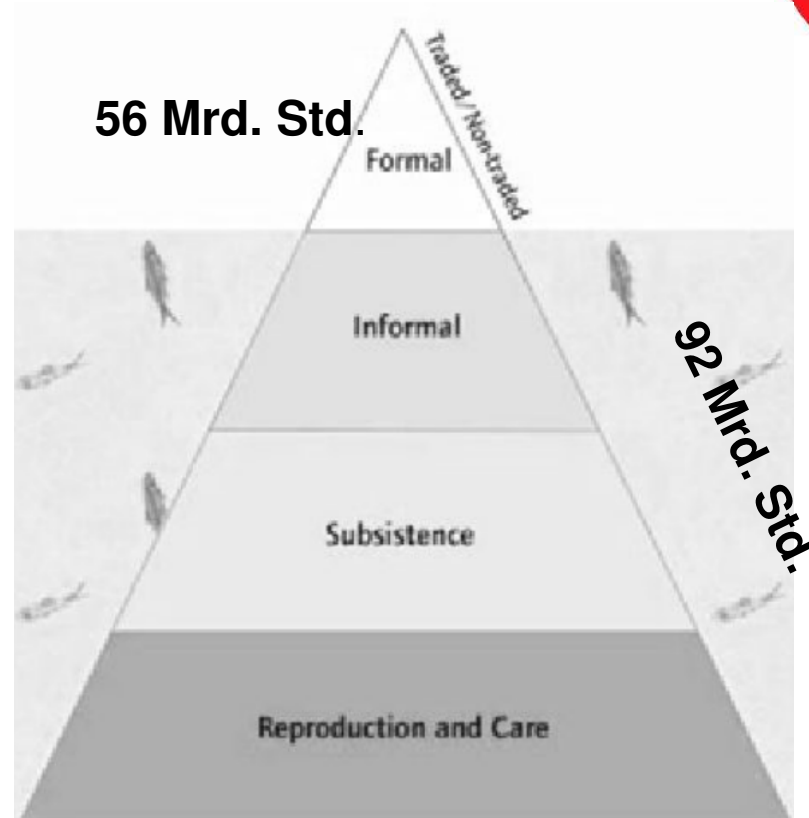 56 Mrd. Std.
Traded / Non-traded
Formal
Informal
92 Mrd. Std.
Subsistence
Reproduction and Care